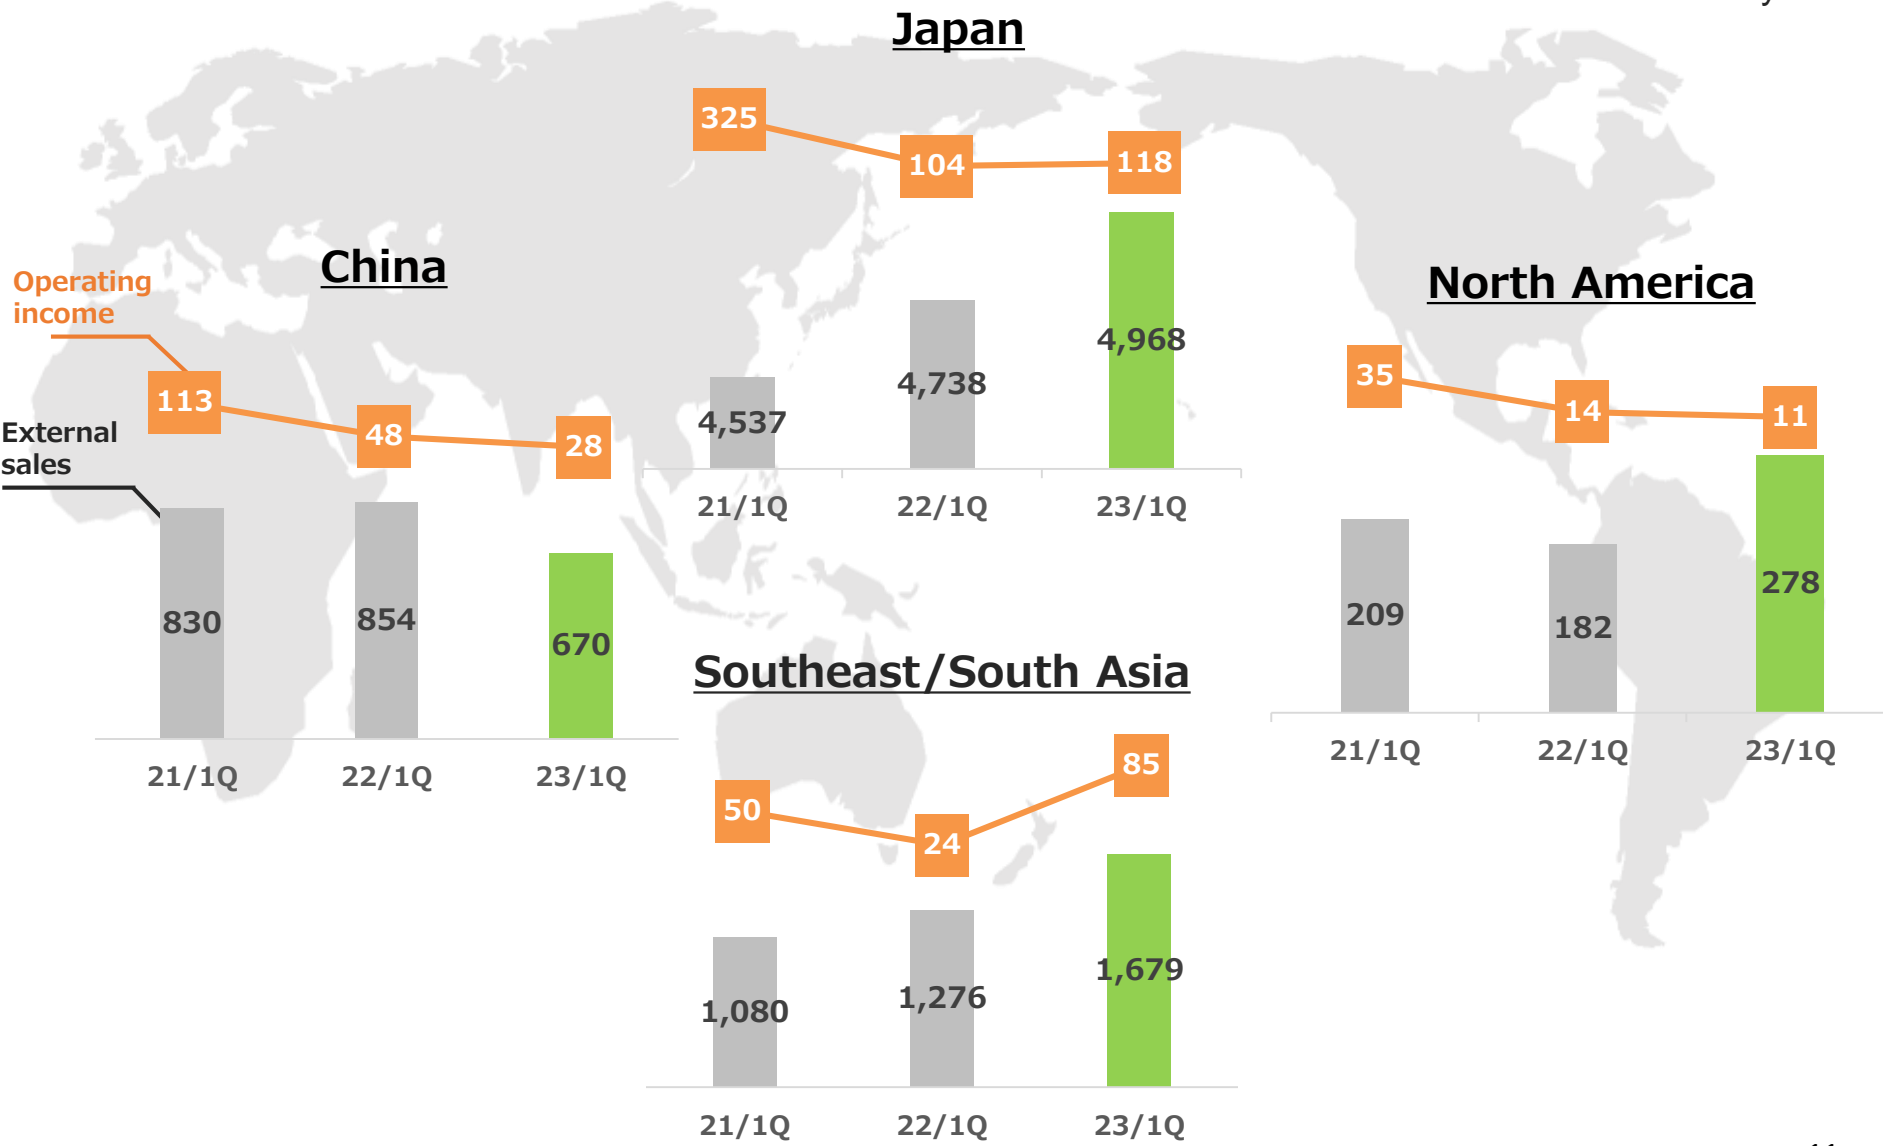 Japan
325
104
118
4,537
4,738
4,968
21/1Q
22/1Q
23/1Q
China
Operating
income
External
sales
113
48
28
830
854
670
21/1Q
22/1Q
23/1Q
North America
35
14
11
209
182
278
21/1Q
22/1Q
23/1Q
Southeast/South Asia
50
24
85
1,080
1,276
1,679
21/1Q
22/1Q
23/1Q